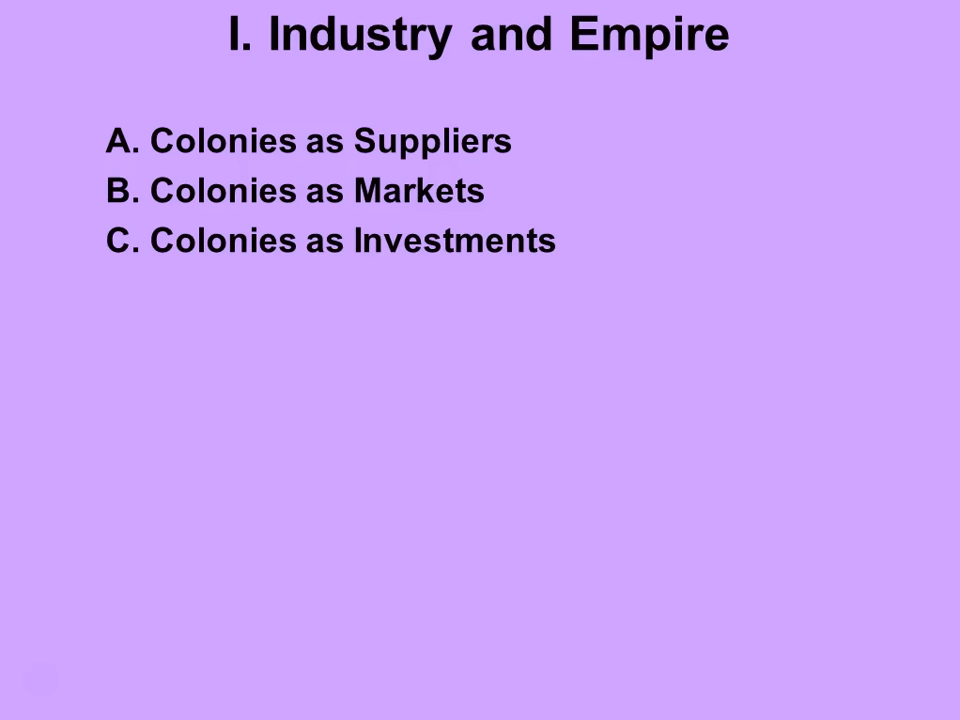 I. Industry and Empire
A. Colonies as Suppliers
B. Colonies as Markets
C. Colonies as Investments